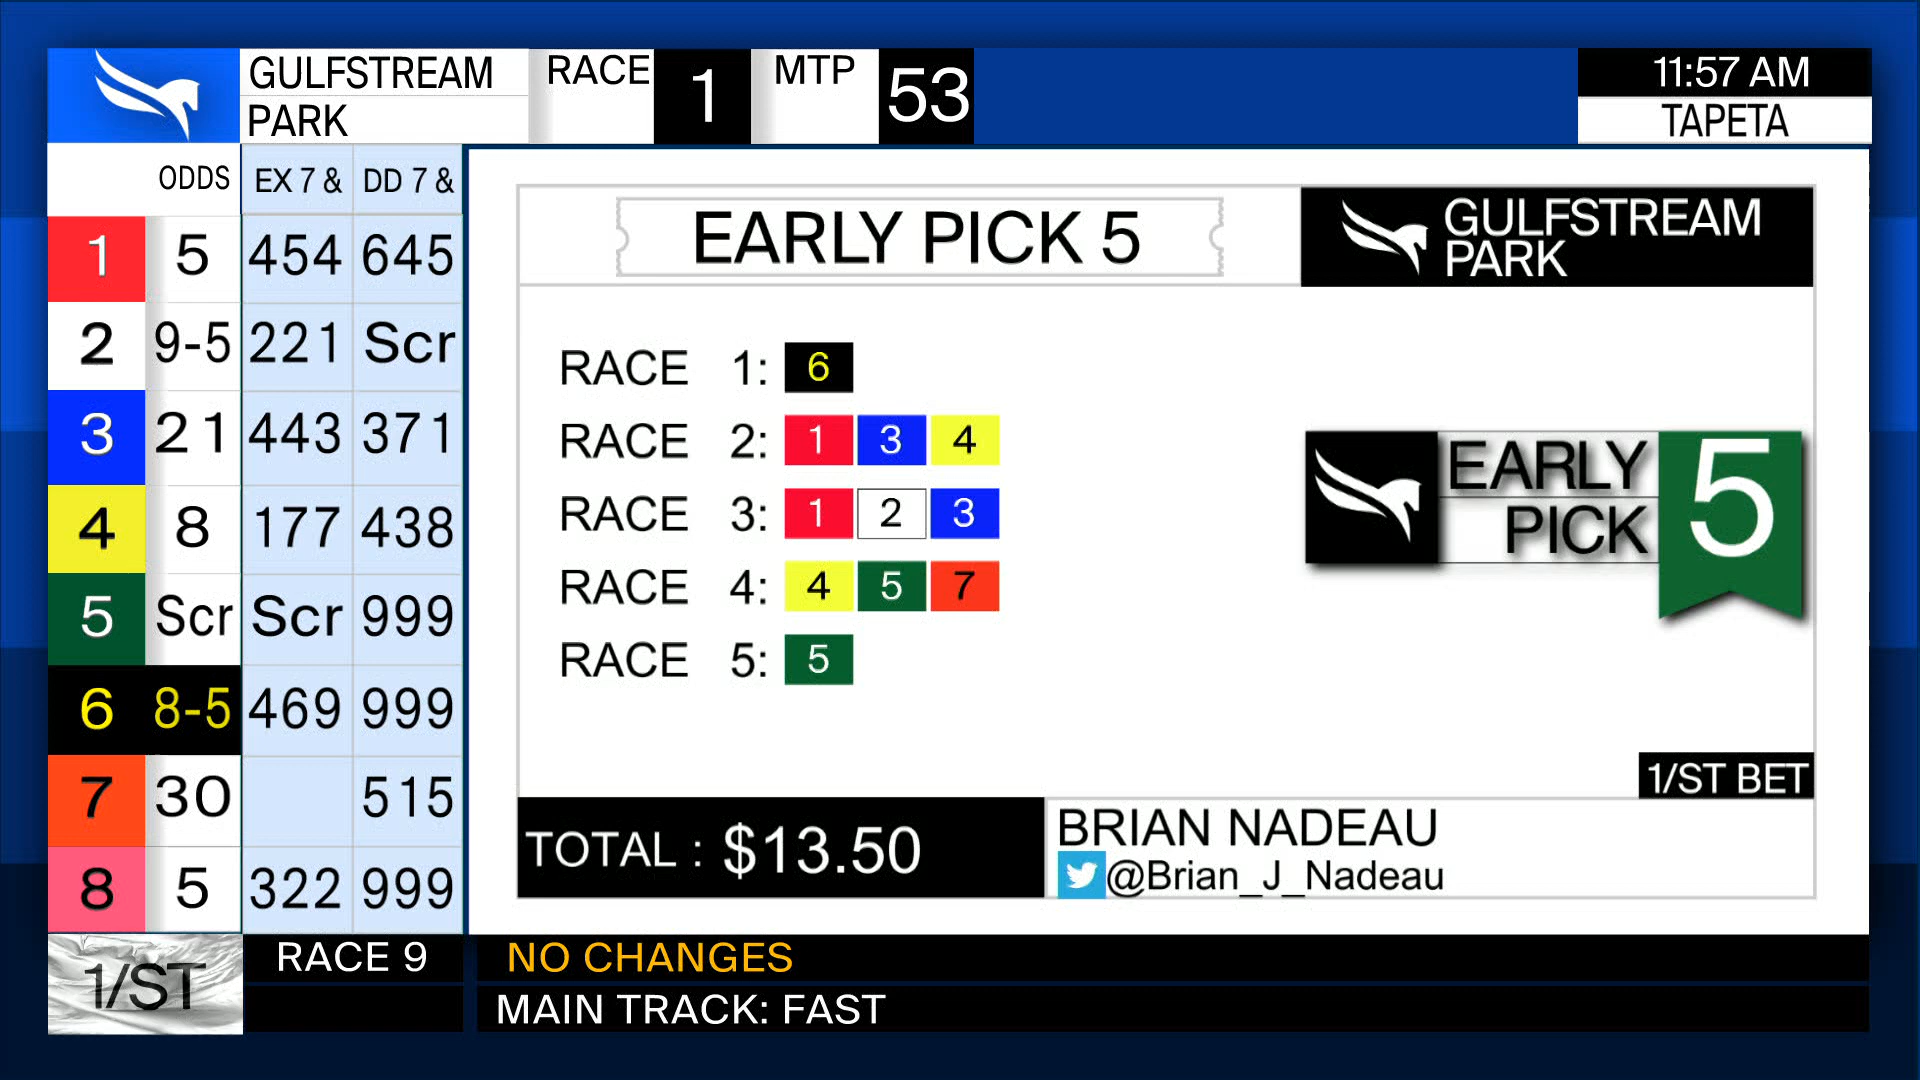 GULFSTREAM
PARK
RACE 1 MTP 53
11:57 AM
TAPETA
ODDS EX 7 & DD 7 &
1 5 454 645
2 9-5 221 Scr
3 21 443 371
4 8 177 438
5 Scr Scr 999
6 8-5 469 999
7 30 515
8 5 322 999
EARLY PICK 5
GULFSTREAM
PARK
RACE 1: 6
RACE 2: 1 3 4
RACE 3: 1 2 3
RACE 4: 4 5 7
RACE 5: 5
EARLY
PICK
5
1/ST BET
TOTAL : $13.50
BRIAN NADEAU
@Brian_J_Nadeau
1/ST
RACE 9
NO CHANGES
MAIN TRACK: FAST